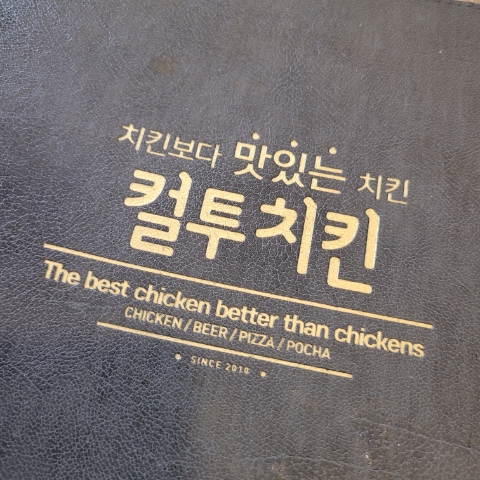 치킨보다 맛있는 치킨
컬투치킨
The best chicken better than chickens
CHICKEN / BEER / PIZZA / POCHA
• SINCE 2010 •